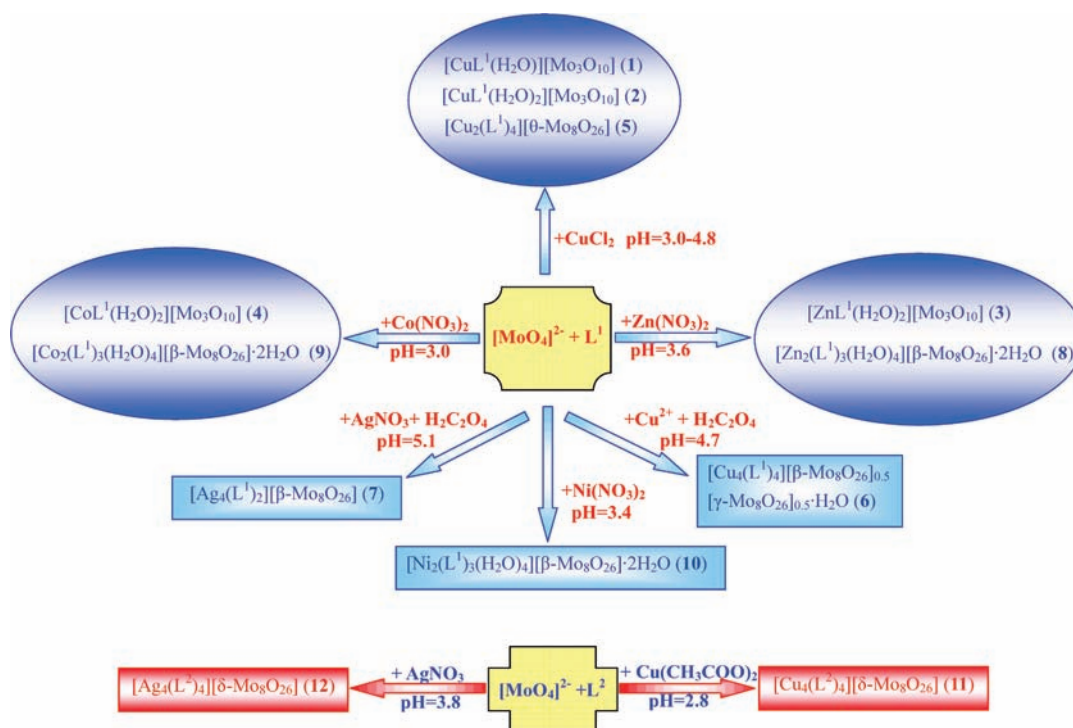 [CuL¹(H₂O)][Mo₃O₁₀] (1)
[CuL¹(H₂O)₂][Mo₃O₁₀] (2)
[Cu₂(L¹)₄][θ-Mo₈O₂₆] (5)
+CuCl₂ pH=3.0-4.8
[CoL¹(H₂O)₂][Mo₃O₁₀] (4)
[Co₂(L¹)₃(H₂O)₄][β-Mo₈O₂₆]·2H₂O (9)
+Co(NO₃)₂
pH=3.0
[MoO₄]²⁻ + L¹
+Zn(NO₃)₂
pH=3.6
[ZnL¹(H₂O)₂][Mo₃O₁₀] (3)
[Zn₂(L¹)₃(H₂O)₄][β-Mo₈O₂₆]·2H₂O (8)
+AgNO₃+ H₂C₂O₄
pH=5.1
+Cu²⁺ + H₂C₂O₄
pH=4.7
[Ag₄(L¹)₂][β-Mo₈O₂₆] (7)
+Ni(NO₃)₂
pH=3.4
[Cu₄(L¹)₄][β-Mo₈O₂₆]₀.₅
[γ-Mo₈O₂₆]₀.₅·H₂O (6)
[Ni₂(L¹)₃(H₂O)₄][β-Mo₈O₂₆]·2H₂O (10)
[Ag₄(L²)₄][δ-Mo₈O₂₆] (12)
+ AgNO₃
pH=3.8
[MoO₄]²⁻ +L²
+ Cu(CH₃COO)₂
pH=2.8
[Cu₄(L²)₄][δ-Mo₈O₂₆] (11)